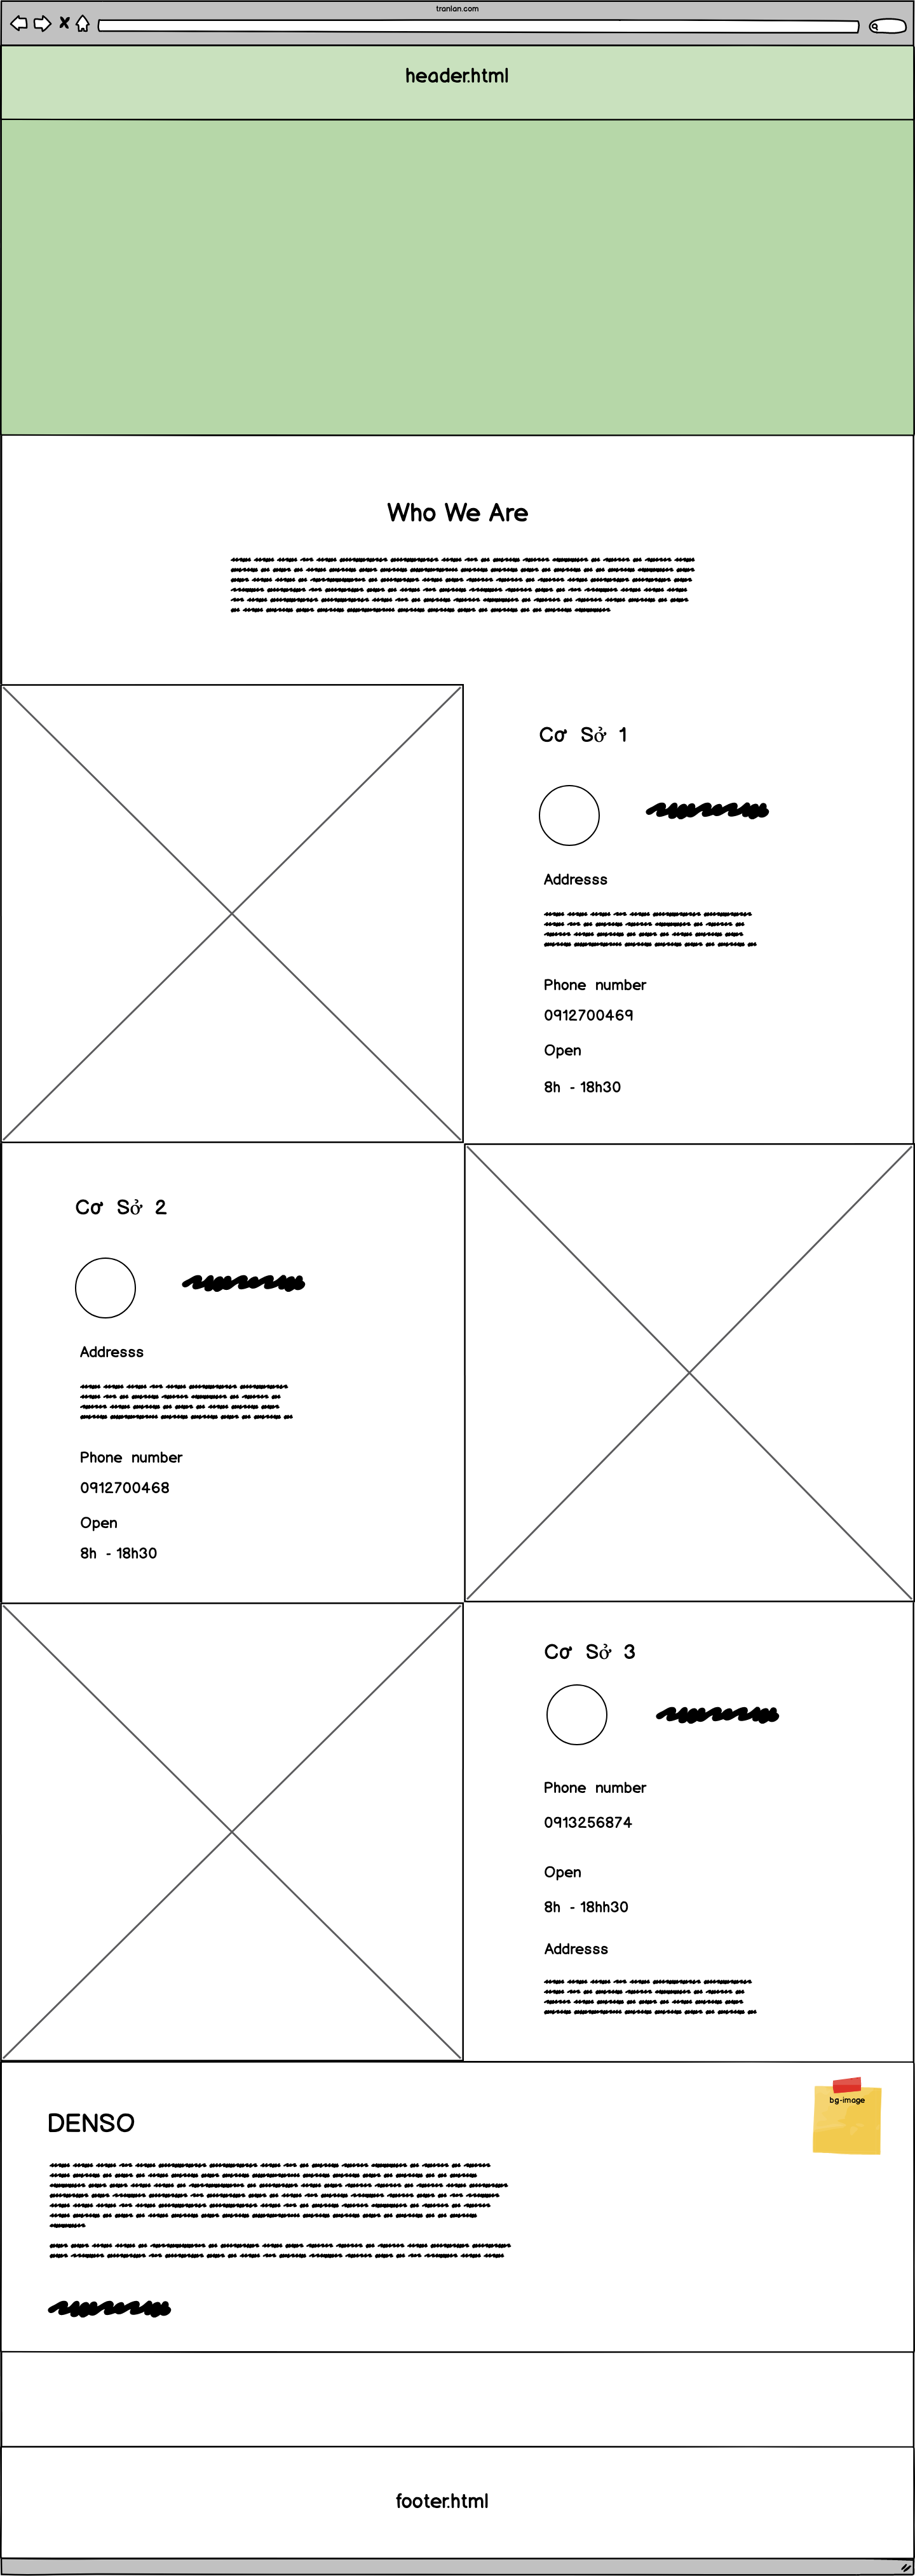 tranlan.com
header.html
Who We Are
Cơ Sở 1
Addresss
Phone number
0912700469
Open
8h - 18h30
Cơ Sở 2
Addresss
Phone number
0912700468
Open
8h - 18h30
Cơ Sở 3
Phone number
0913256874
Open
8h - 18hh30
Addresss
bg-image
DENSO
footer.html